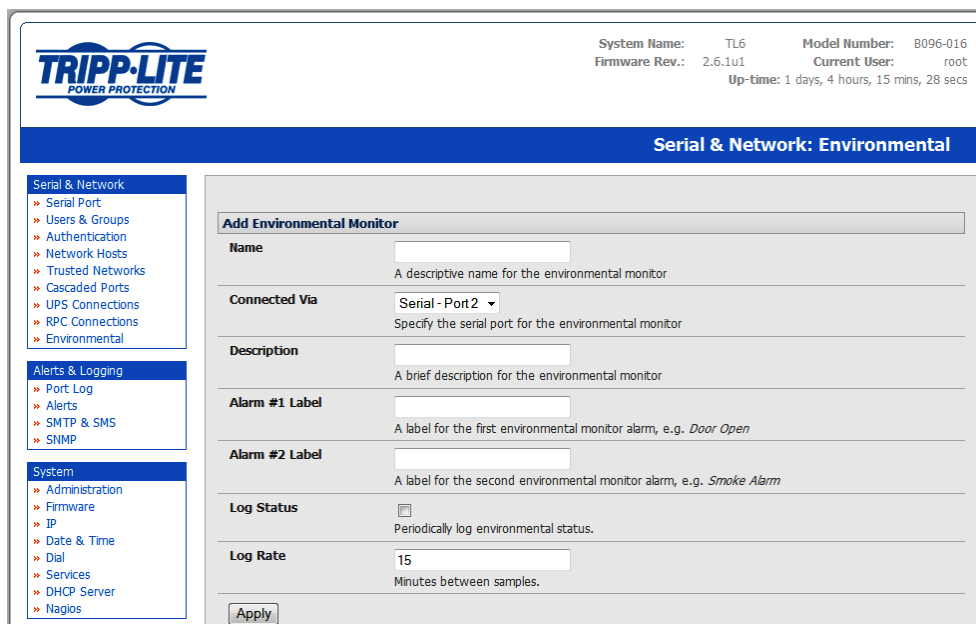 TRIPP·LITE
POWER PROTECTION
System Name: TL6 Model Number: B096-016
Firmware Rev.: 2.6.1u1 Current User: root
Up-time: 1 days, 4 hours, 15 mins, 28 secs
Serial & Network: Environmental
Serial & Network
» Serial Port
» Users & Groups
» Authentication
» Network Hosts
» Trusted Networks
» Cascaded Ports
» UPS Connections
» RPC Connections
» Environmental
Alerts & Logging
» Port Log
» Alerts
» SMTP & SMS
» SNMP
System
» Administration
» Firmware
» IP
» Date & Time
» Dial
» Services
» DHCP Server
» Nagios
Add Environmental Monitor
Name
A descriptive name for the environmental monitor
Connected Via Serial - Port 2
Specify the serial port for the environmental monitor
Description
A brief description for the environmental monitor
Alarm #1 Label
A label for the first environmental monitor alarm, e.g. Door Open
Alarm #2 Label
A label for the second environmental monitor alarm, e.g. Smoke Alarm
Log Status
Periodically log environmental status.
Log Rate 15
Minutes between samples.
Apply